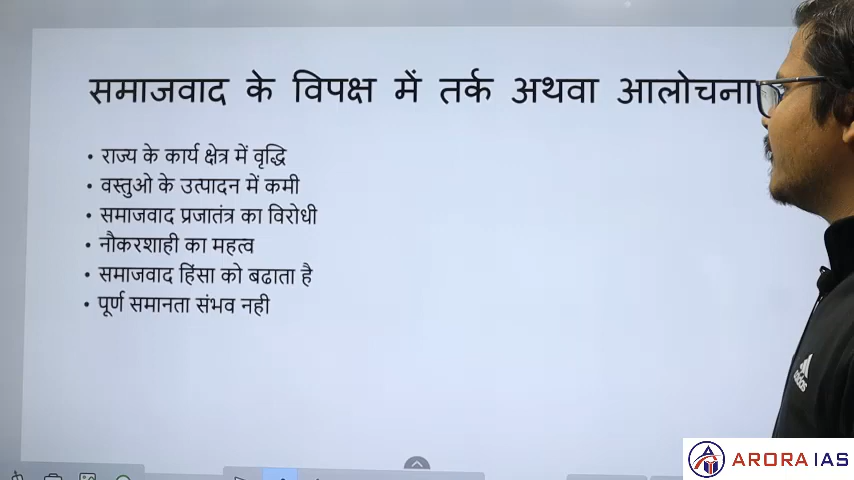 समाजवाद के विपक्ष में तर्क अथवा आलोचना
• राज्य के कार्य क्षेत्र में वृद्धि
• वस्तुओ के उत्पादन में कमी
• समाजवाद प्रजातंत्र का विरोधी
• नौकरशाही का महत्व
• समाजवाद हिंसा को बढाता है
• पूर्ण समानता संभव नही
adidas
ARORA IAS